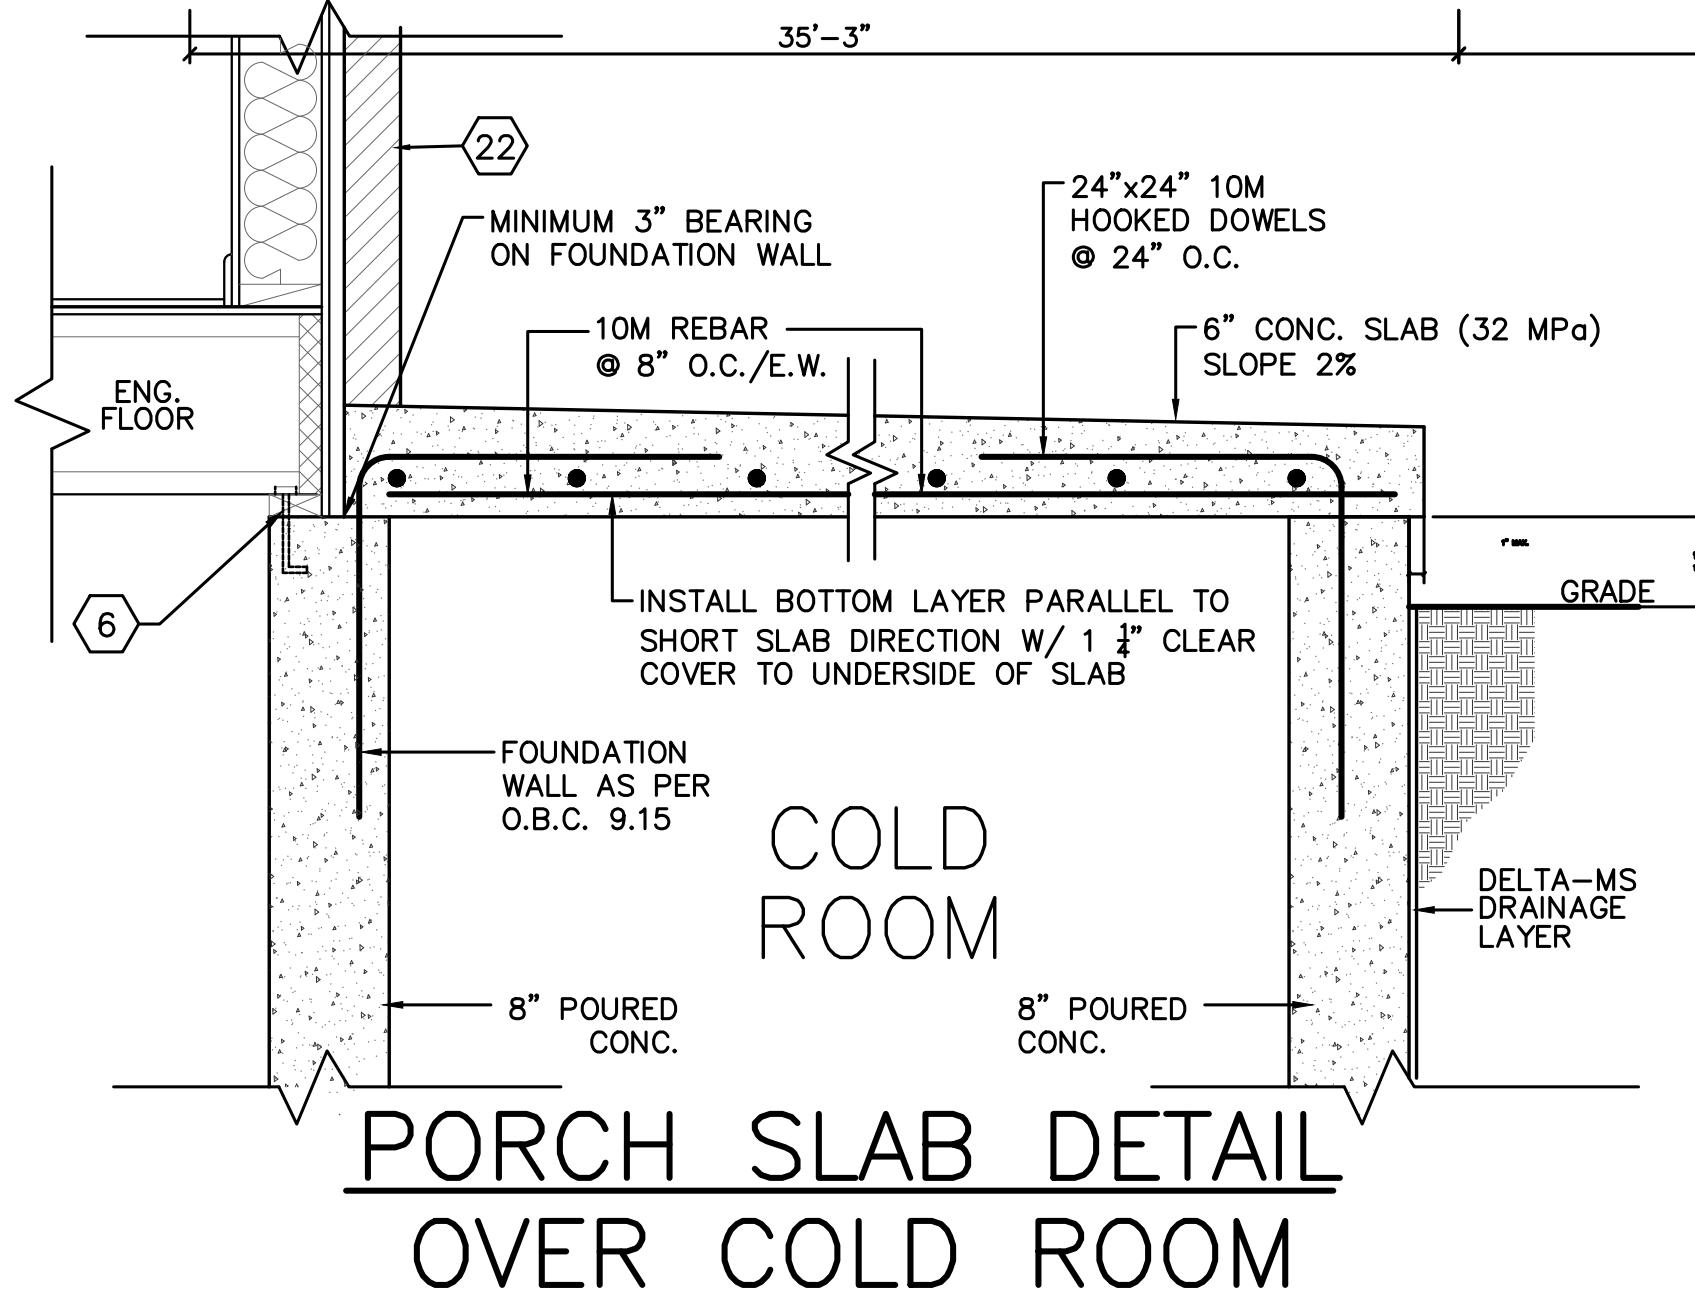 35'-3"
22
MINIMUM 3" BEARING
ON FOUNDATION WALL
24"x24" 10M
HOOKED DOWELS
@ 24" O.C.
10M REBAR
@ 8" O.C./E.W.
6" CONC. SLAB (32 MPa)
SLOPE 2%
ENG.
FLOOR
1" MAX.
GRADE
6
INSTALL BOTTOM LAYER PARALLEL TO
SHORT SLAB DIRECTION W/ 1 1/4" CLEAR
COVER TO UNDERSIDE OF SLAB
FOUNDATION
WALL AS PER
O.B.C. 9.15
COLD
ROOM
DELTA-MS
DRAINAGE
LAYER
8" POURED
CONC.
8" POURED
CONC.
PORCH SLAB DETAIL
OVER COLD ROOM